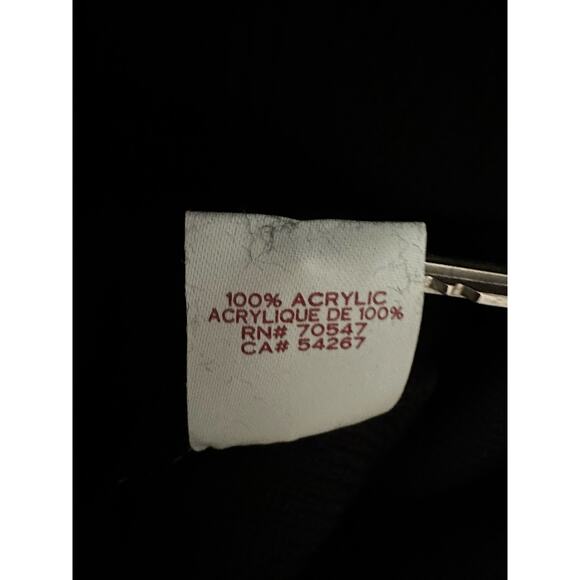 100% ACRYLIC
ACRYLIQUE DE 100%
RN# 70547
CA# 54267